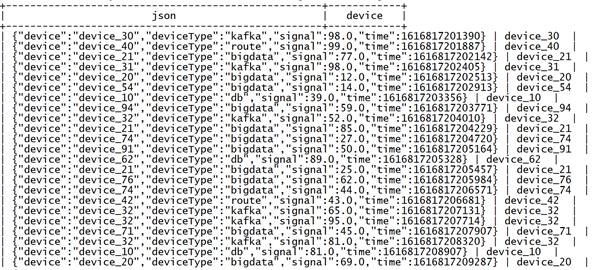 +-----------------------------------------------------------+-------------+
| json | device |
+-----------------------------------------------------------+-------------+
| {"device":"device_30","deviceType":"kafka","signal":98.0,"time":1616817201390} | device_30 |
| {"device":"device_40","deviceType":"route","signal":99.0,"time":1616817201887} | device_40 |
| {"device":"device_21","deviceType":"bigdata","signal":77.0,"time":1616817202142} | device_21 |
| {"device":"device_31","deviceType":"kafka","signal":98.0,"time":1616817202405} | device_31 |
| {"device":"device_20","deviceType":"bigdata","signal":12.0,"time":1616817202513} | device_20 |
| {"device":"device_54","deviceType":"bigdata","signal":14.0,"time":1616817202913} | device_54 |
| {"device":"device_10","deviceType":"db","signal":39.0,"time":1616817203356} | device_10 |
| {"device":"device_94","deviceType":"bigdata","signal":59.0,"time":1616817203771} | device_94 |
| {"device":"device_32","deviceType":"kafka","signal":52.0,"time":1616817204010} | device_32 |
| {"device":"device_21","deviceType":"bigdata","signal":85.0,"time":1616817204229} | device_21 |
| {"device":"device_74","deviceType":"bigdata","signal":27.0,"time":1616817204720} | device_74 |
| {"device":"device_91","deviceType":"bigdata","signal":50.0,"time":1616817205164} | device_91 |
| {"device":"device_62","deviceType":"db","signal":89.0,"time":1616817205328} | device_62 |
| {"device":"device_21","deviceType":"bigdata","signal":25.0,"time":1616817205457} | device_21 |
| {"device":"device_76","deviceType":"bigdata","signal":62.0,"time":1616817205984} | device_76 |
| {"device":"device_74","deviceType":"bigdata","signal":44.0,"time":1616817206571} | device_74 |
| {"device":"device_42","deviceType":"route","signal":43.0,"time":1616817206681} | device_42 |
| {"device":"device_32","deviceType":"kafka","signal":65.0,"time":1616817207131} | device_32 |
| {"device":"device_32","deviceType":"kafka","signal":95.0,"time":1616817207714} | device_32 |
| {"device":"device_71","deviceType":"bigdata","signal":45.0,"time":1616817207907} | device_71 |
| {"device":"device_32","deviceType":"kafka","signal":81.0,"time":1616817208320} | device_32 |
| {"device":"device_10","deviceType":"db","signal":81.0,"time":1616817208907} | device_10 |
| {"device":"device_20","deviceType":"bigdata","signal":69.0,"time":1616817209287} | device_20 |